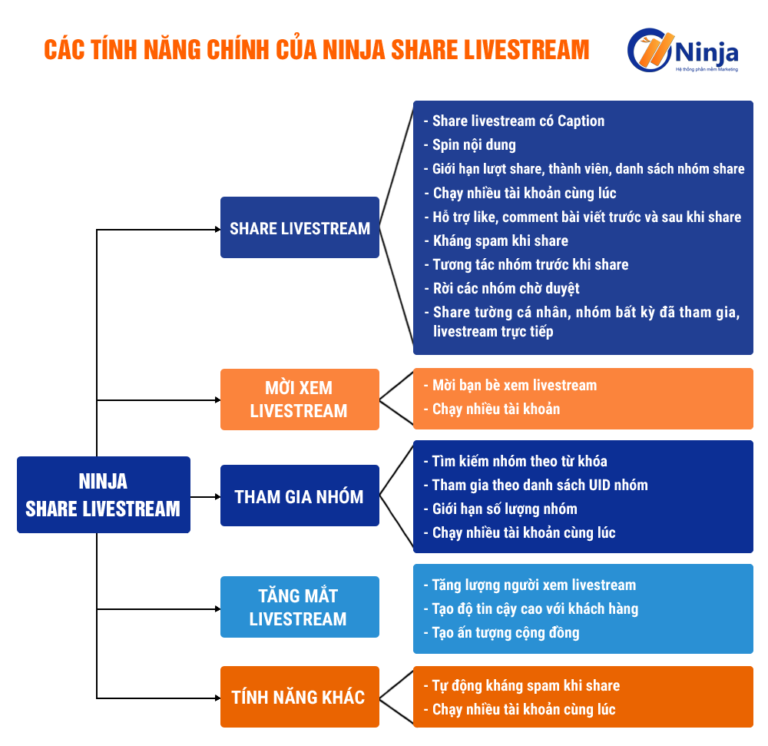 CÁC TÍNH NĂNG CHÍNH CỦA NINJA SHARE LIVESTREAM
Ninja
Hệ thống phần mềm Marketing
NINJA
SHARE LIVESTREAM
SHARE LIVESTREAM
- Share livestream có Caption
- Spin nội dung
- Giới hạn lượt share, thành viên, danh sách nhóm share
- Chạy nhiều tài khoản cùng lúc
- Hỗ trợ like, comment bài viết trước và sau khi share
- Kháng spam khi share
- Tương tác nhóm trước khi share
- Rời các nhóm chờ duyệt
- Share tường cá nhân, nhóm bất kỳ đã tham gia,
livestream trực tiếp
MỜI XEM
LIVESTREAM
- Mời bạn bè xem livestream
- Chạy nhiều tài khoản
THAM GIA NHÓM
- Tìm kiếm nhóm theo từ khóa
- Tham gia theo danh sách UID nhóm
- Giới hạn số lượng nhóm
- Chạy nhiều tài khoản cùng lúc
TĂNG MẮT
LIVESTREAM
- Tăng lượng người xem livestream
- Tạo độ tin cậy cao với khách hàng
- Tạo ấn tượng cộng đồng
TÍNH NĂNG KHÁC
- Tự động kháng spam khi share
- Chạy nhiều tài khoản cùng lúc